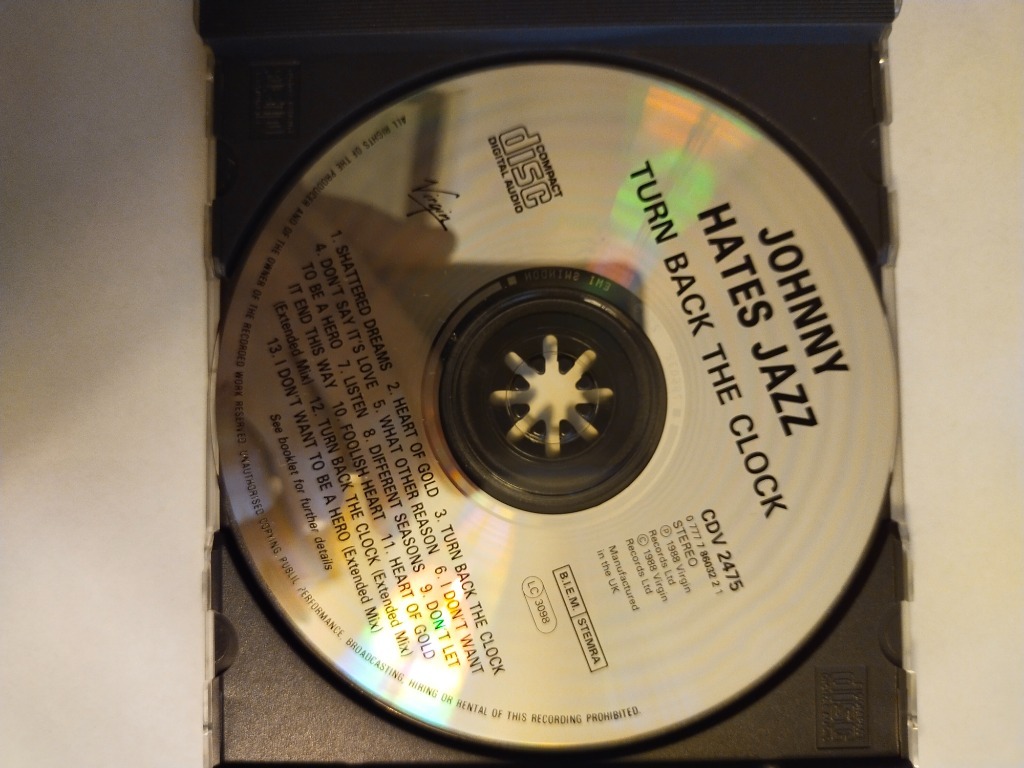 JOHNNY
HATES JAZZ
TURN BACK THE CLOCK
COMPACT
disc
DIGITAL AUDIO
Virgin
CDV 2475
0 777 7 86032 2 1
STEREO
℗ 1988 Virgin
Records Ltd
© 1988 Virgin
Records Ltd
Manufactured
in the UK
B.I.E.M. STEMRA
LC 3098
1. SHATTERED DREAMS 2. HEART OF GOLD 3. TURN BACK THE CLOCK
4. DON'T SAY IT'S LOVE 5. WHAT OTHER REASON 6. I DON'T WANT
TO BE A HERO 7. LISTEN 8. DIFFERENT SEASONS 9. DON'T LET
IT END THIS WAY 10. FOOLISH HEART 11. HEART OF GOLD
(Extended Mix) 12. TURN BACK THE CLOCK (Extended Mix)
13. I DON'T WANT TO BE A HERO (Extended Mix)
See booklet for further details
ALL RIGHTS OF THE PRODUCER AND OF THE OWNER OF THE RECORDED WORK RESERVED. UNAUTHORISED COPYING, PUBLIC PERFORMANCE, BROADCASTING, HIRING OR RENTAL OF THIS RECORDING PROHIBITED.
EMI SWINDON